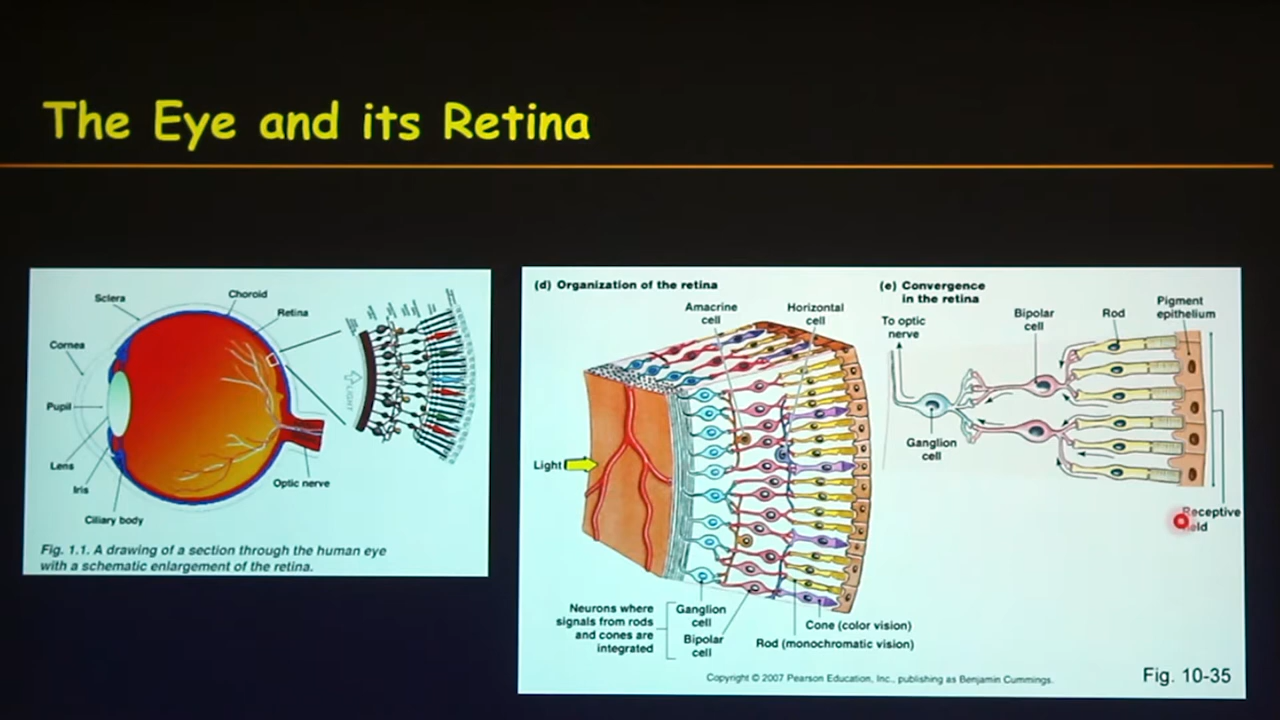 The Eye and its Retina
Sclera
Choroid
Retina
Cornea
Pupil
Lens
Iris
Ciliary body
Optic nerve
LIGHT
Fig. 1.1. A drawing of a section through the human eye
with a schematic enlargement of the retina.
(d) Organization of the retina
Amacrine
cell
Horizontal
cell
Light
Neurons where
signals from rods
and cones are
integrated
Ganglion
cell
Bipolar
cell
Cone (color vision)
Rod (monochromatic vision)
(e) Convergence
in the retina
To optic
nerve
Bipolar
cell
Rod
Pigment
epithelium
Ganglion
cell
Receptive
Copyright © 2007 Pearson Education, Inc., publishing as Benjamin Cummings.
Fig. 10-35